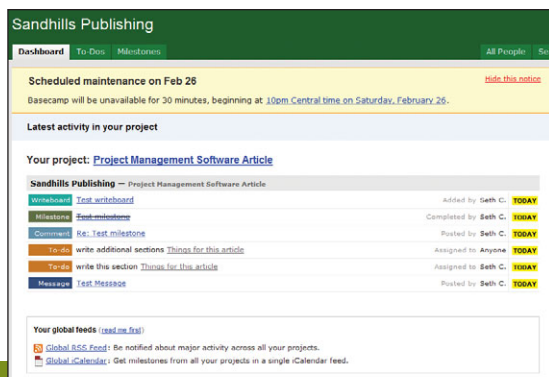 Sandhills Publishing
Dashboard To-Dos Milestones All People Se
Scheduled maintenance on Feb 26 Hide this notice
Basecamp will be unavailable for 30 minutes, beginning at 10pm Central time on Saturday, February 26.
Latest activity in your project
Your project: Project Management Software Article
Sandhills Publishing — Project Management Software Article
Writeboard Test writeboard Added by Seth C. TODAY
Milestone Test milestone Completed by Seth C. TODAY
Comment Re: Test milestone Posted by Seth C. TODAY
To-do write additional sections Things for this article Assigned to Anyone TODAY
To-do write this section Things for this article Assigned to Seth C. TODAY
Message Test Message Posted by Seth C. TODAY
Your global feeds (read me first)
Global RSS Feed: Be notified about major activity across all your projects.
Global iCalendar: Get milestones from all your projects in a single iCalendar feed.